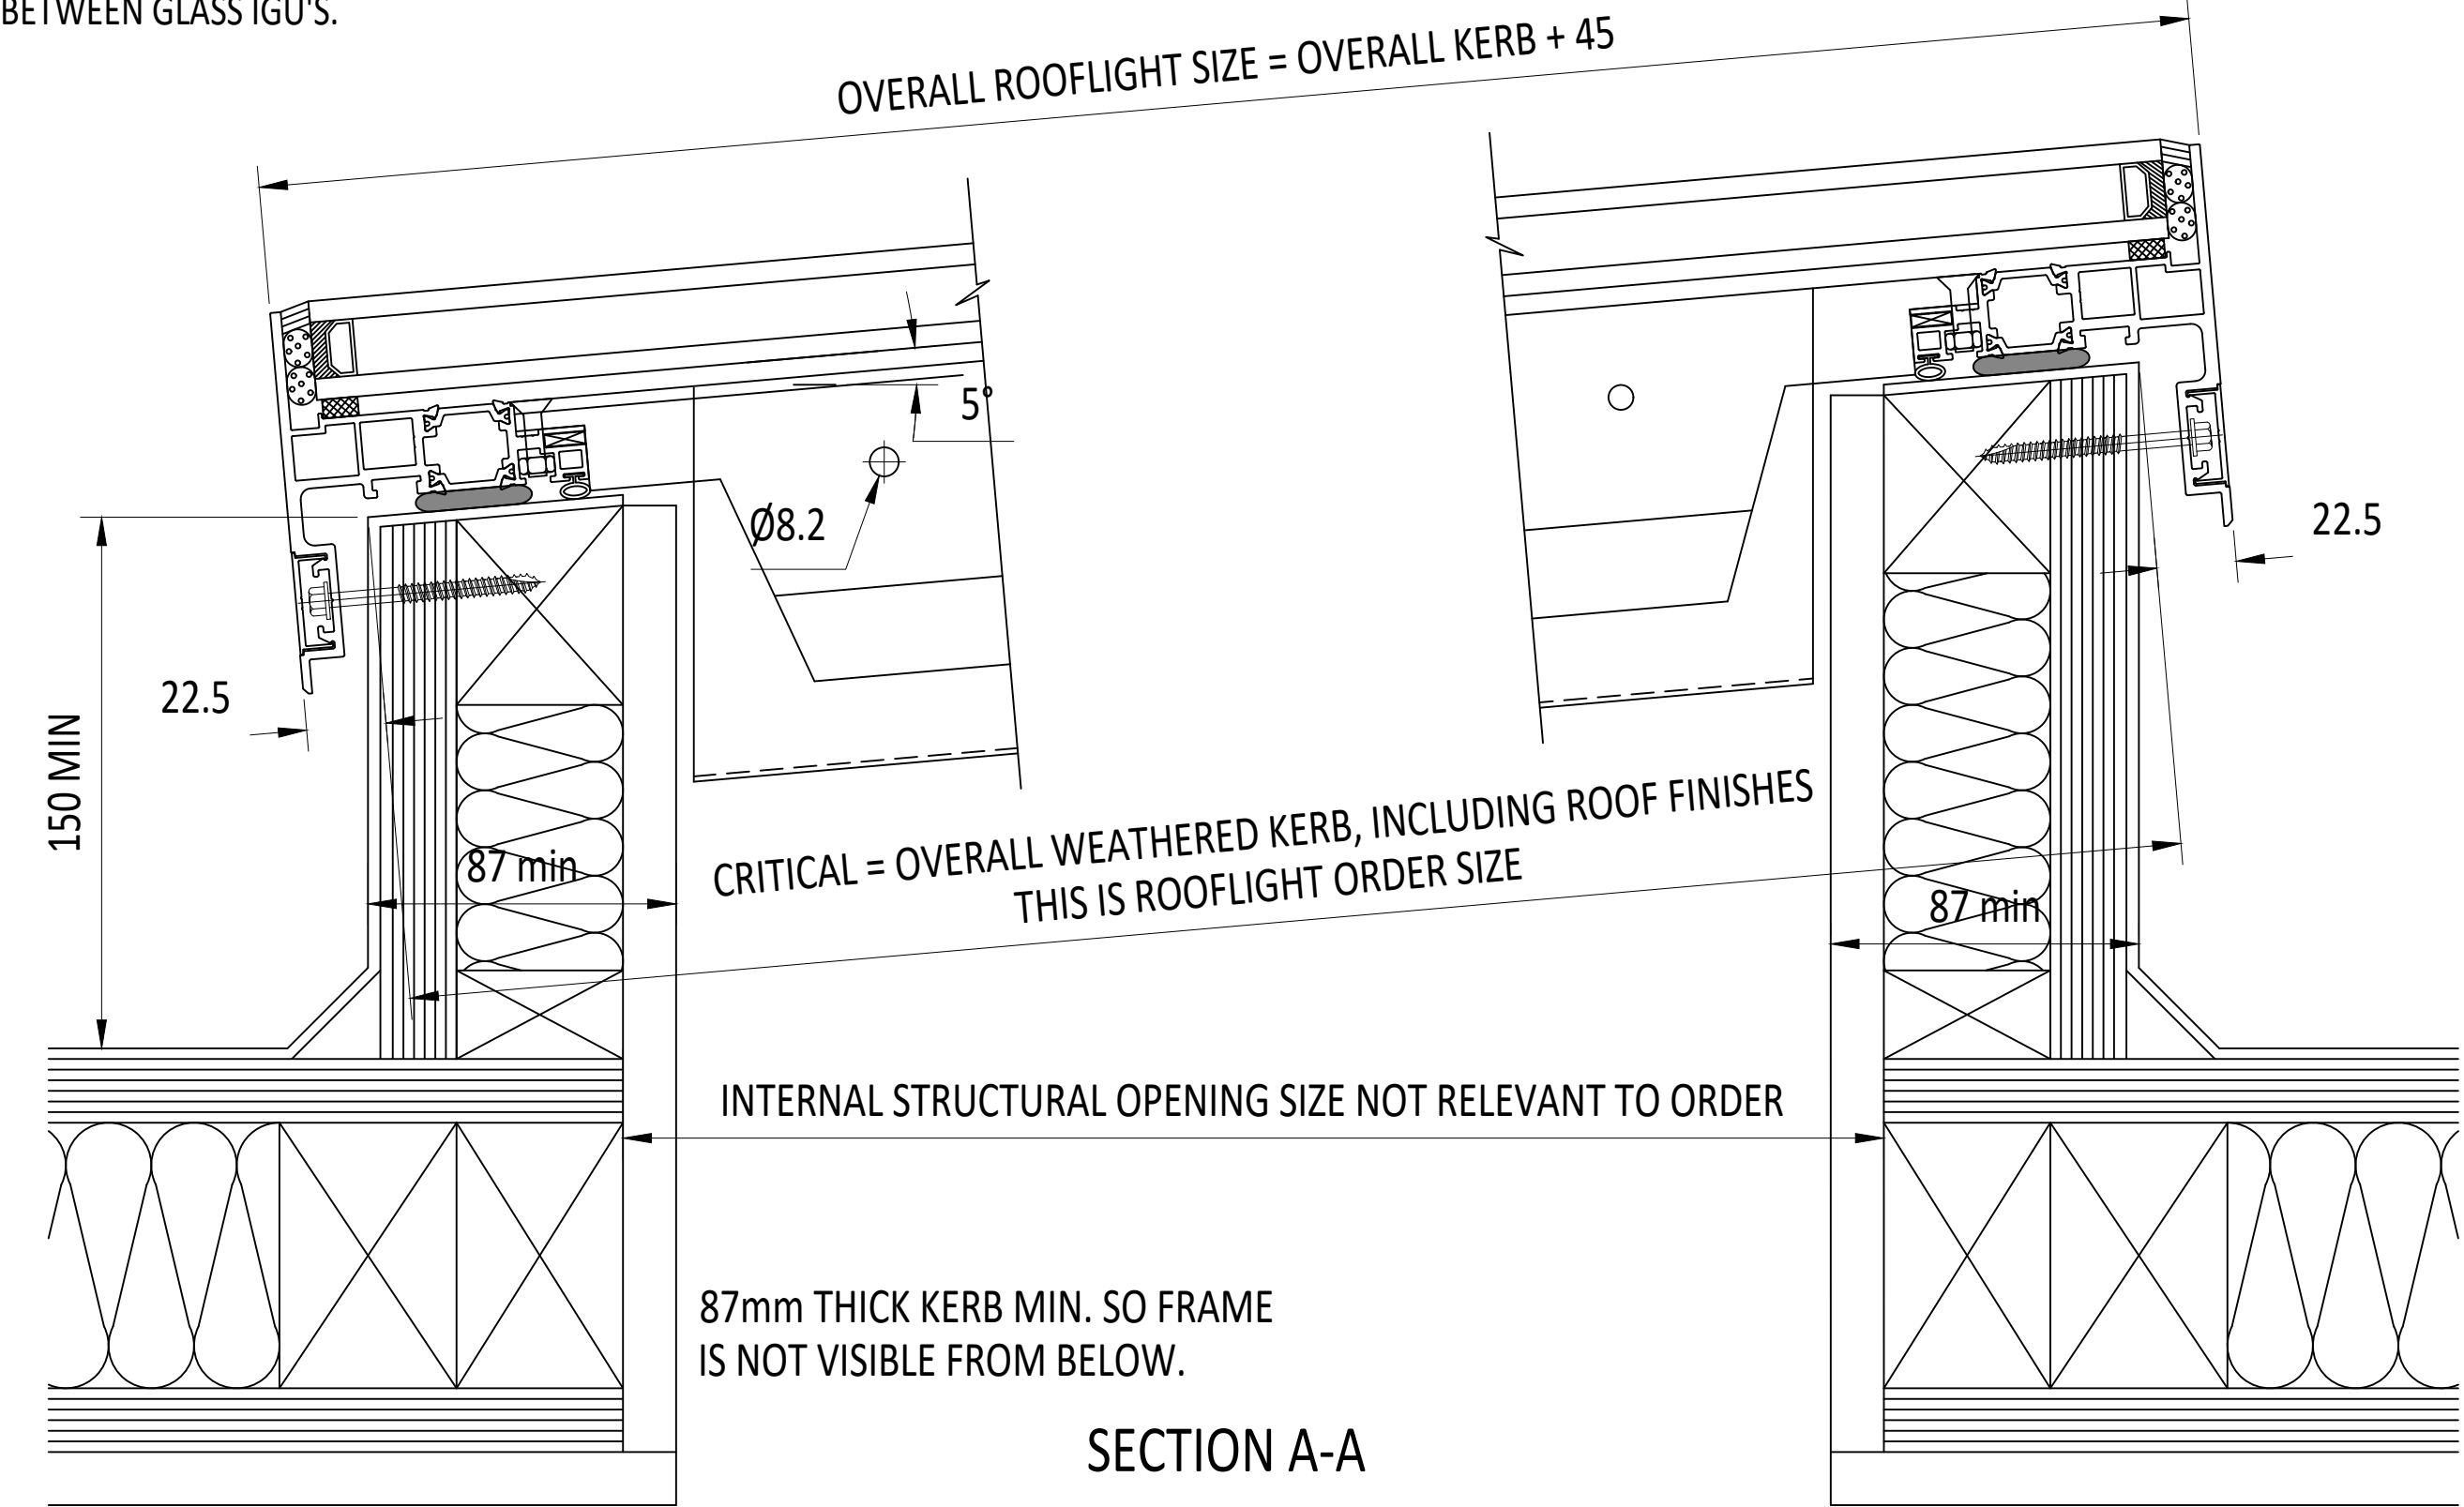 BETWEEN GLASS IGU'S.
OVERALL ROOFLIGHT SIZE = OVERALL KERB + 45
5°
Ø8.2
22.5
22.5
150 MIN
87 min
CRITICAL = OVERALL WEATHERED KERB, INCLUDING ROOF FINISHES
THIS IS ROOFLIGHT ORDER SIZE
87 min
INTERNAL STRUCTURAL OPENING SIZE NOT RELEVANT TO ORDER
87mm THICK KERB MIN. SO FRAME
IS NOT VISIBLE FROM BELOW.
SECTION A-A